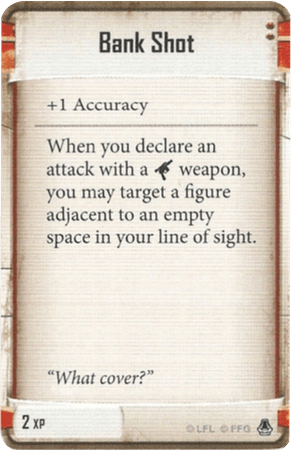 Bank Shot
+1 Accuracy
When you declare an
attack with a weapon,
you may target a figure
adjacent to an empty
space in your line of sight.
“What cover?”
2 XP
© LFL © FFG